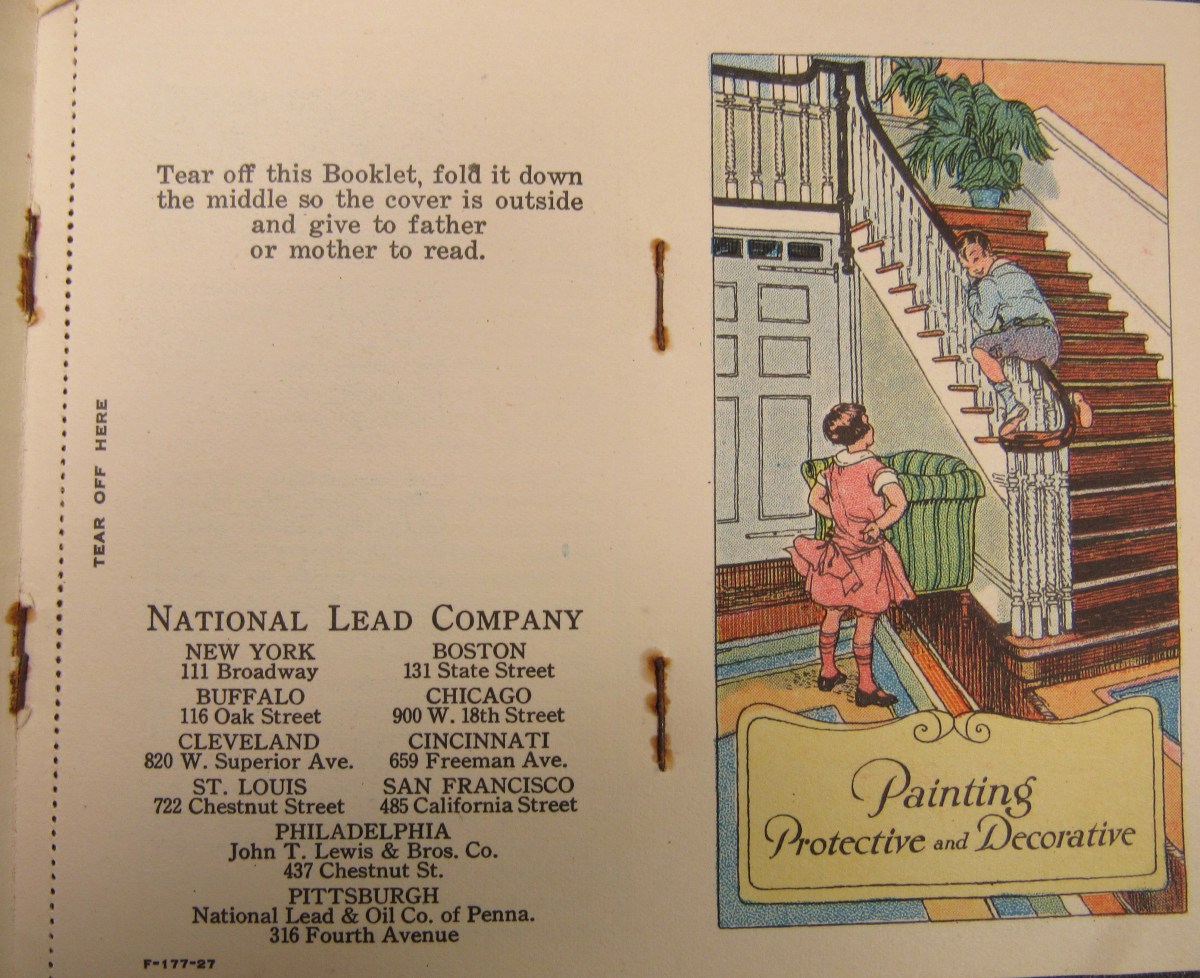 Tear off this Booklet, fold it down
the middle so the cover is outside
and give to father
or mother to read.
TEAR OFF HERE
NATIONAL LEAD COMPANY
NEW YORK
111 Broadway
BOSTON
131 State Street
BUFFALO
116 Oak Street
CHICAGO
900 W. 18th Street
CLEVELAND
820 W. Superior Ave.
CINCINNATI
659 Freeman Ave.
ST. LOUIS
722 Chestnut Street
SAN FRANCISCO
485 California Street
PHILADELPHIA
John T. Lewis & Bros. Co.
437 Chestnut St.
PITTSBURGH
National Lead & Oil Co. of Penna.
316 Fourth Avenue
F-177-27
Painting
Protective and Decorative